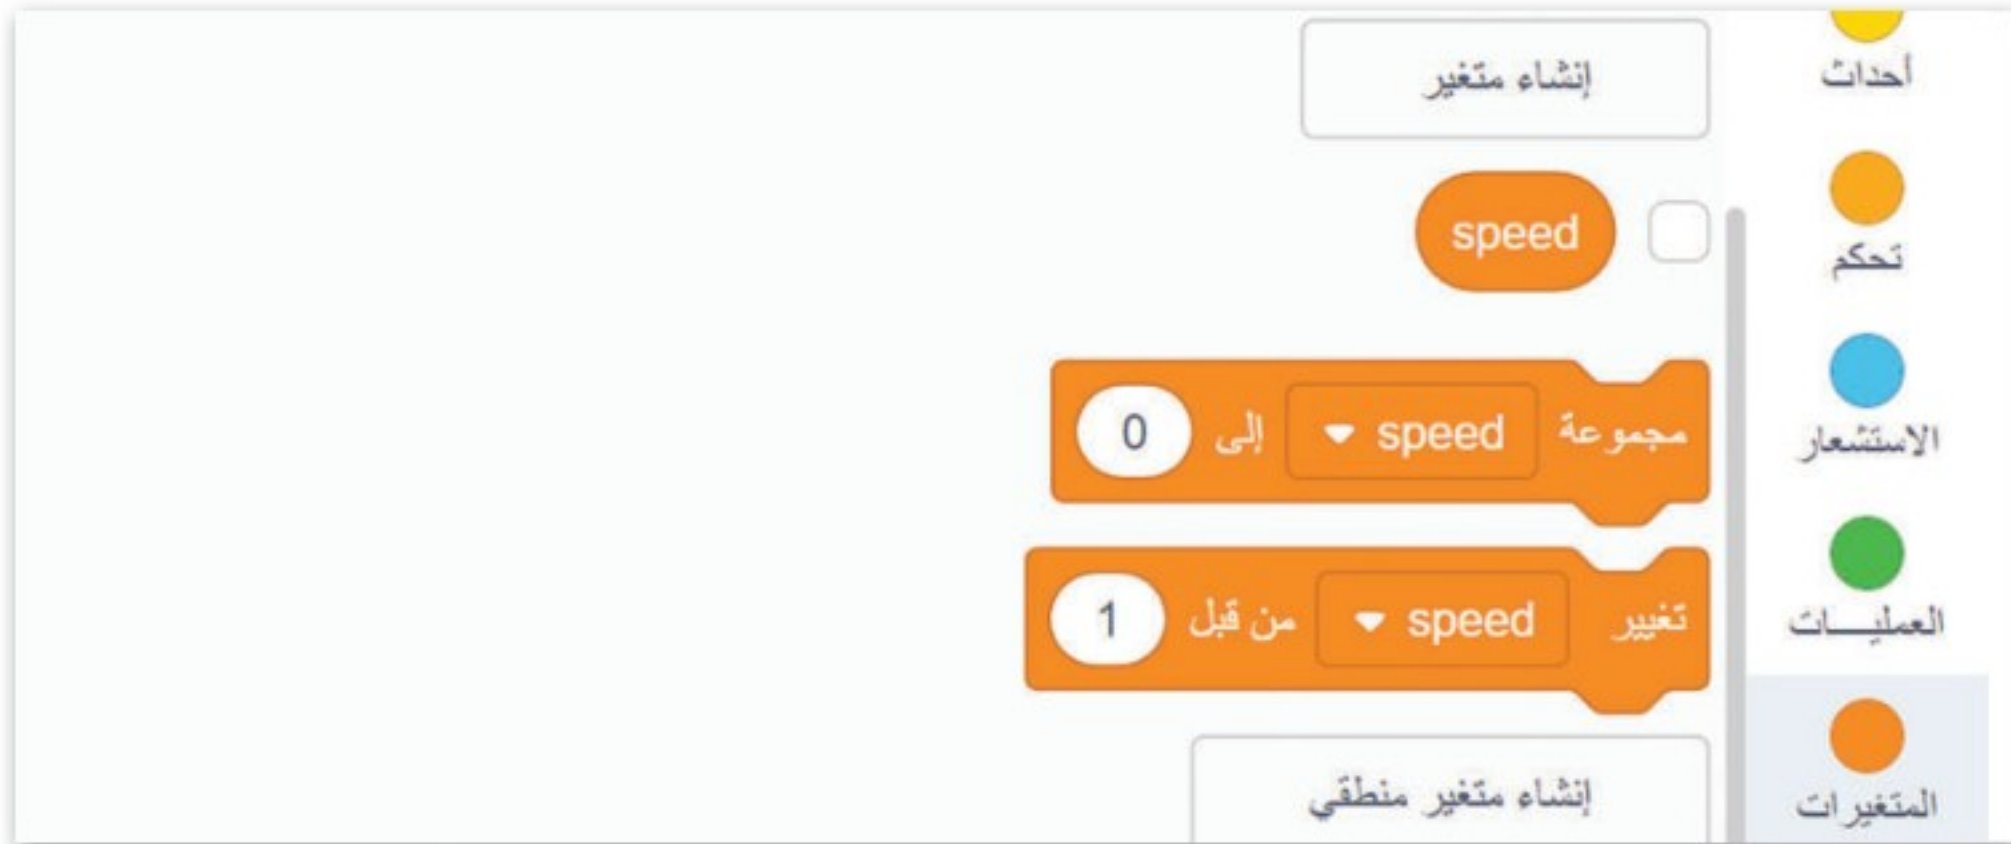 أحداث
تحكم
الاستشعار
العمليـــات
المتغيرات
إنشاء متغير
speed
مجموعة speed إلى 0
تغيير speed من قبل 1
إنشاء متغير منطقي